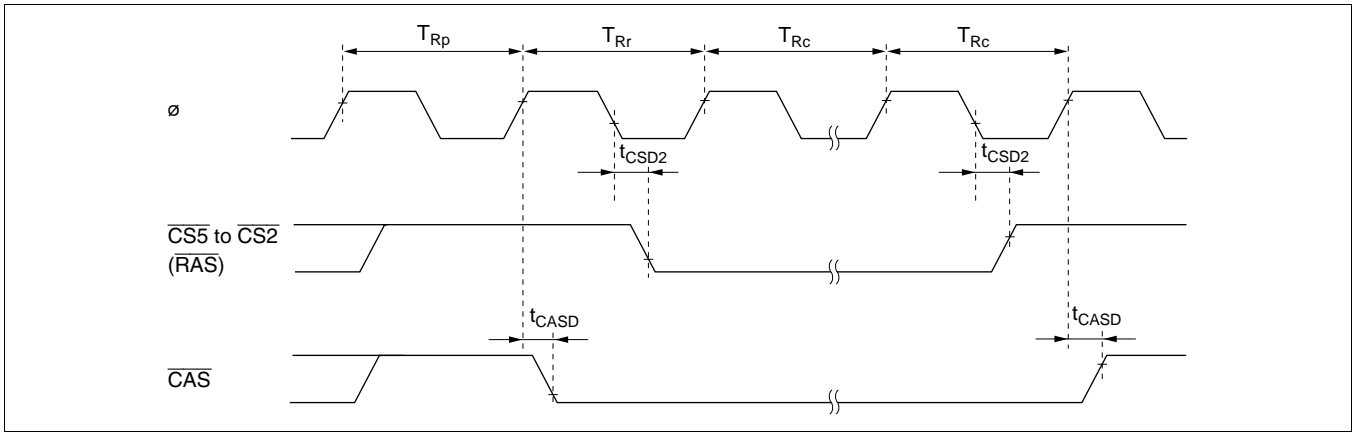 TRp TRr TRc TRc
ø
tCSD2 tCSD2
CS5 to CS2
(RAS)
tCASD tCASD
CAS